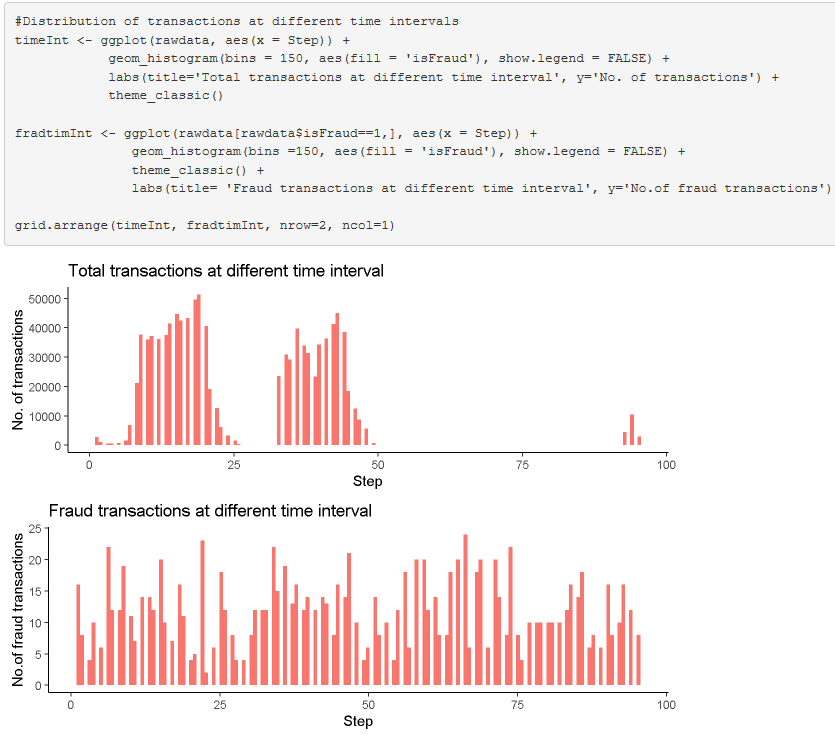 #Distribution of transactions at different time intervals
timeInt <- ggplot(rawdata, aes(x = Step)) +
            geom_histogram(bins = 150, aes(fill = 'isFraud'), show.legend = FALSE) +
            labs(title='Total transactions at different time interval', y='No. of transactions') +
            theme_classic()
fradtimInt <- ggplot(rawdata[rawdata$isFraud==1,], aes(x = Step)) +
               geom_histogram(bins =150, aes(fill = 'isFraud'), show.legend = FALSE) +
               theme_classic() +
               labs(title= 'Fraud transactions at different time interval', y='No.of fraud transactions')
grid.arrange(timeInt, fradtimInt, nrow=2, ncol=1)
Total transactions at different time interval
No. of transactions
50000
40000
30000
20000
10000
0
0 25 50 75 100
Step
Fraud transactions at different time interval
No.of fraud transactions
25
20
15
10
5
0
0 25 50 75 100
Step